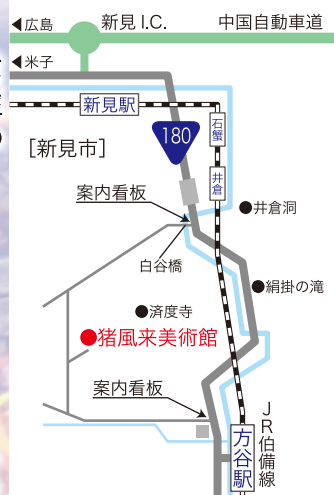 ◀広島
新見 I.C.
中国自動車道
◀米子
新見駅
石蟹
[新見市]
180
井倉
案内看板
●井倉洞
白谷橋
●絹掛の滝
●済度寺
●猪風来美術館
案内看板
JR伯備線
方谷駅